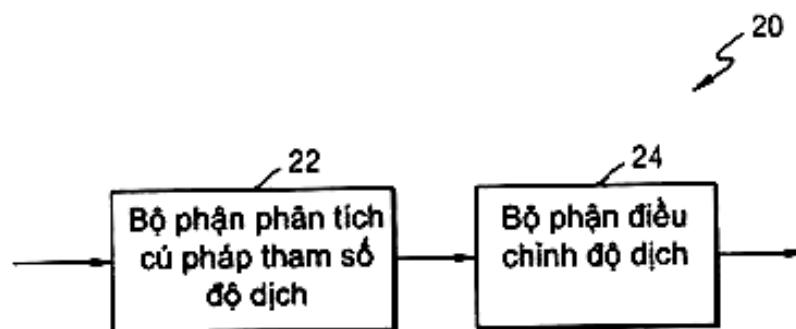 20
22
Bộ phận phân tích
cú pháp tham số
độ dịch
24
Bộ phận điều
chỉnh độ dịch